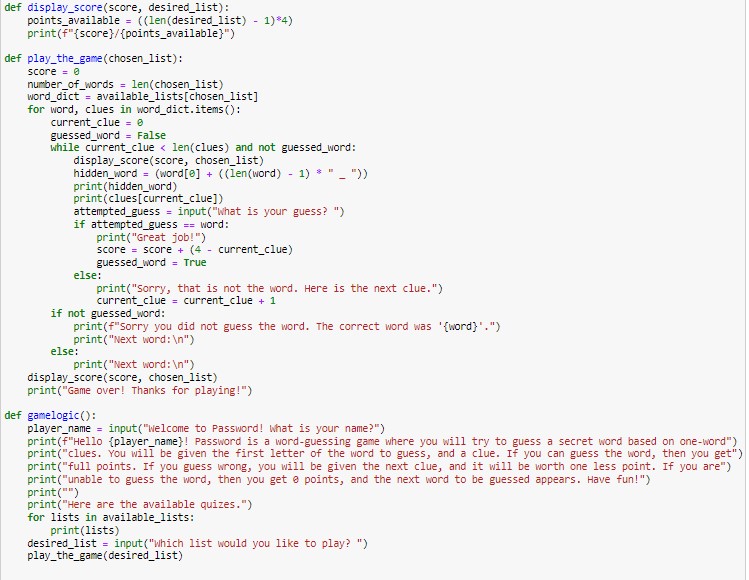 def display_score(score, desired_list):
    points_available = ((len(desired_list) - 1)*4)
    print(f"{score}/{points_available}")

def play_the_game(chosen_list):
    score = 0
    number_of_words = len(chosen_list)
    word_dict = available_lists[chosen_list]
    for word, clues in word_dict.items():
        current_clue = 0
        guessed_word = False
        while current_clue < len(clues) and not guessed_word:
            display_score(score, chosen_list)
            hidden_word = (word[0] + ((len(word) - 1) * " _ "))
            print(hidden_word)
            print(clues[current_clue])
            attempted_guess = input("What is your guess? ")
            if attempted_guess == word:
                print("Great job!")
                score = score + (4 - current_clue)
                guessed_word = True
            else:
                print("Sorry, that is not the word. Here is the next clue.")
                current_clue = current_clue + 1
        if not guessed_word:
            print(f"Sorry you did not guess the word. The correct word was '{word}'.")
            print("Next word:\n")
        else:
            print("Next word:\n")
    display_score(score, chosen_list)
    print("Game over! Thanks for playing!")

def gamelogic():
    player_name = input("Welcome to Password! What is your name?")
    print(f"Hello {player_name}! Password is a word-guessing game where you will try to guess a secret word based on one-word")
    print("clues. You will be given the first letter of the word to guess, and a clue. If you can guess the word, then you get")
    print("full points. If you guess wrong, you will be given the next clue, and it will be worth one less point. If you are")
    print("unable to guess the word, then you get 0 points, and the next word to be guessed appears. Have fun!")
    print("")
    print("Here are the available quizes.")
    for lists in available_lists:
        print(lists)
    desired_list = input("Which list would you like to play? ")
    play_the_game(desired_list)